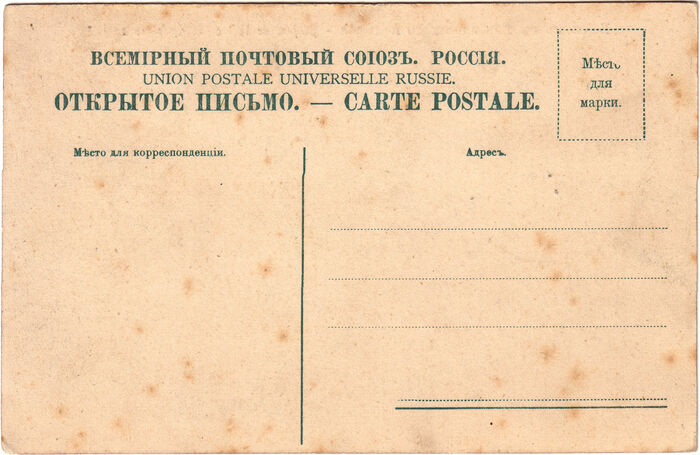 ВСЕМІРНЫЙ ПОЧТОВЫЙ СОЮЗЪ. РОССІЯ.
UNION POSTALE UNIVERSELLE RUSSIE.
ОТКРЫТОЕ ПИСЬМО. — CARTE POSTALE.
Мѣсто
для
марки.
Мѣсто для корреспонденціи.
Адресъ.